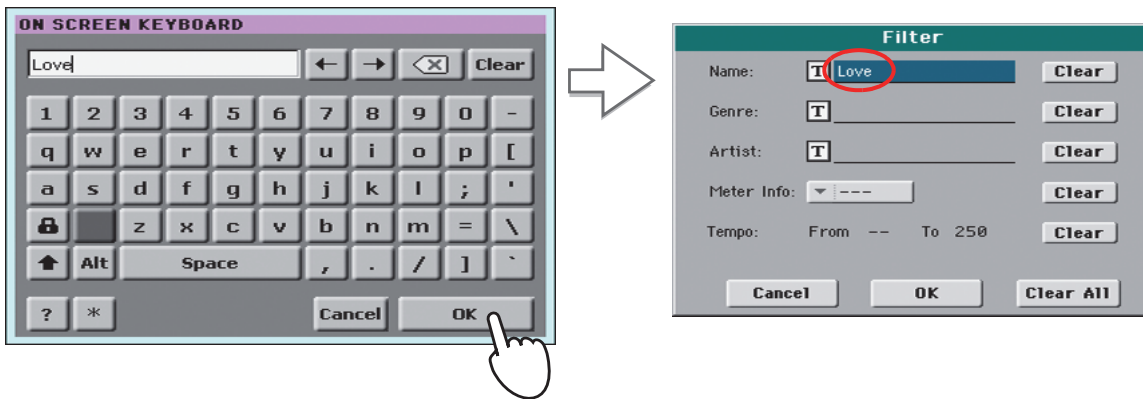 ON SCREEN KEYBOARD
Love
← → Clear
1 2 3 4 5 6 7 8 9 0 -
q w e r t y u i o p [
a s d f g h j k l ; '
z x c v b n m = \
Alt Space , . / ] `
? * Cancel OK
Filter
Name: T Love Clear
Genre: T Clear
Artist: T Clear
Meter Info: --- Clear
Tempo: From -- To 250 Clear
Cancel OK Clear All